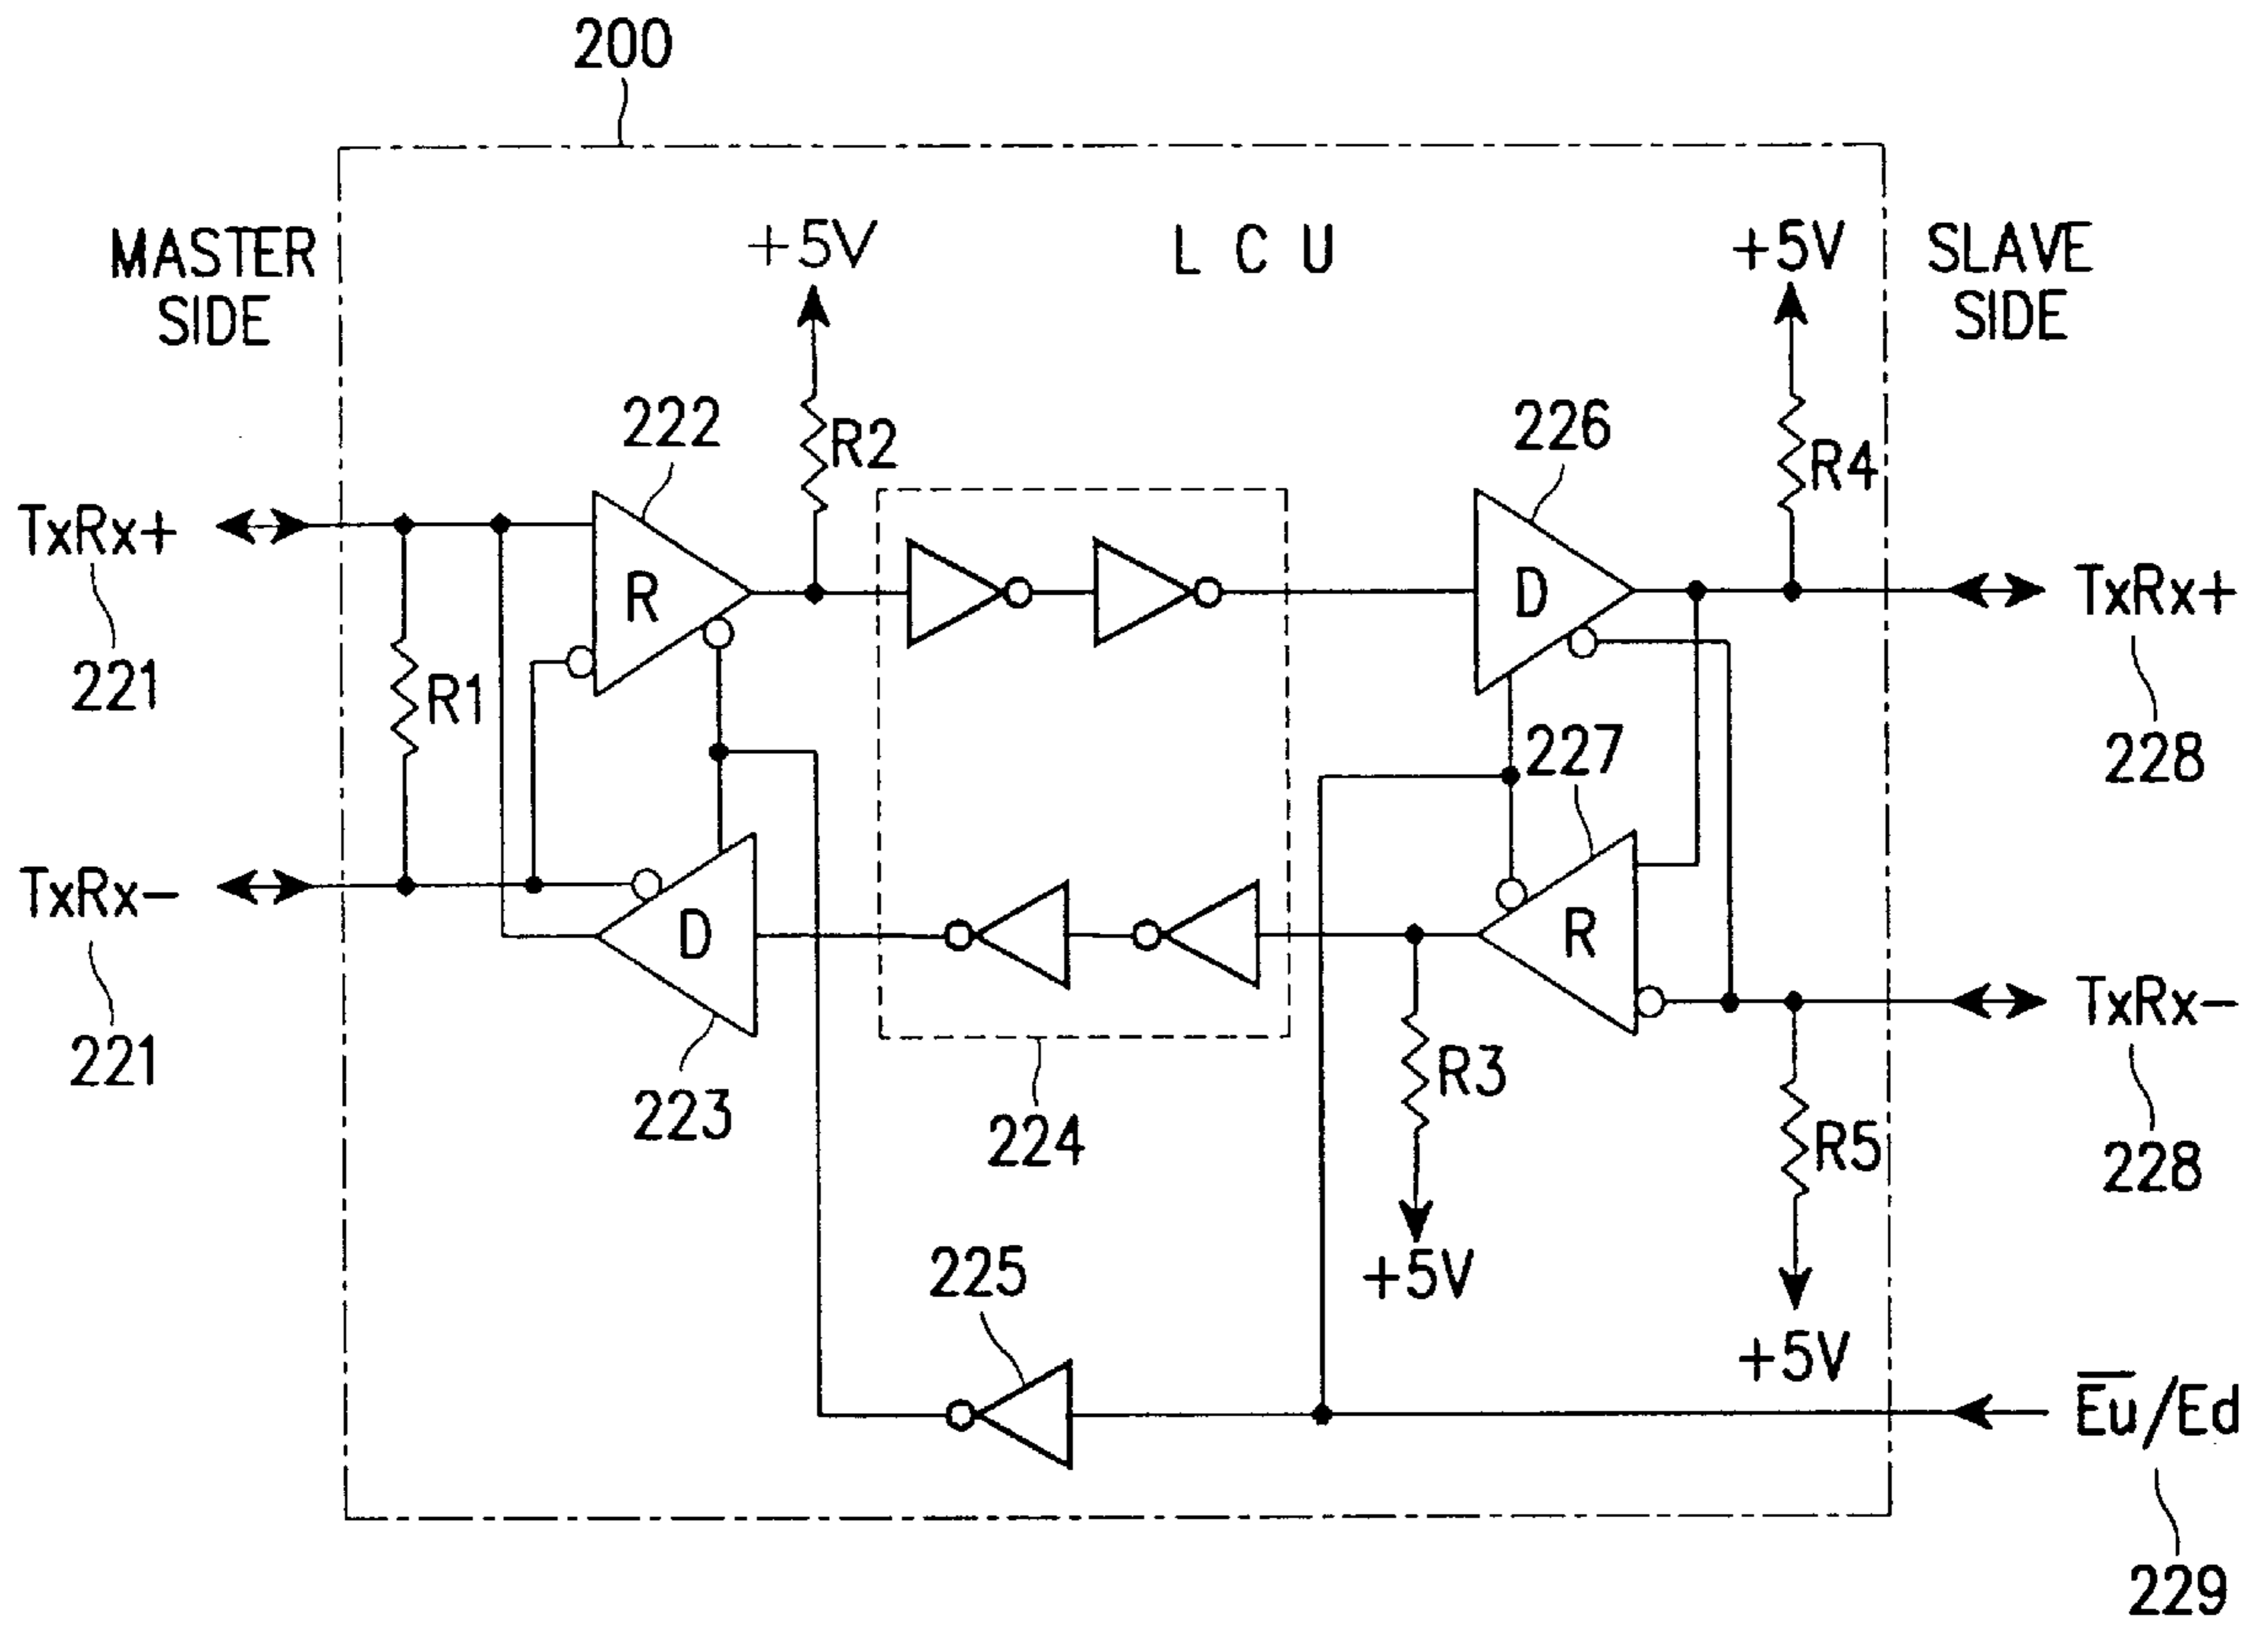 200
MASTER
SIDE
+5V
L C U
+5V
SLAVE
SIDE
222
R2
226
R4
TxRx+
221
R
D
TxRx+
228
R1
227
TxRx-
221
D
R
TxRx-
228
223
224
R3
R5
225
+5V
+5V
E̅u̅/Ed
229